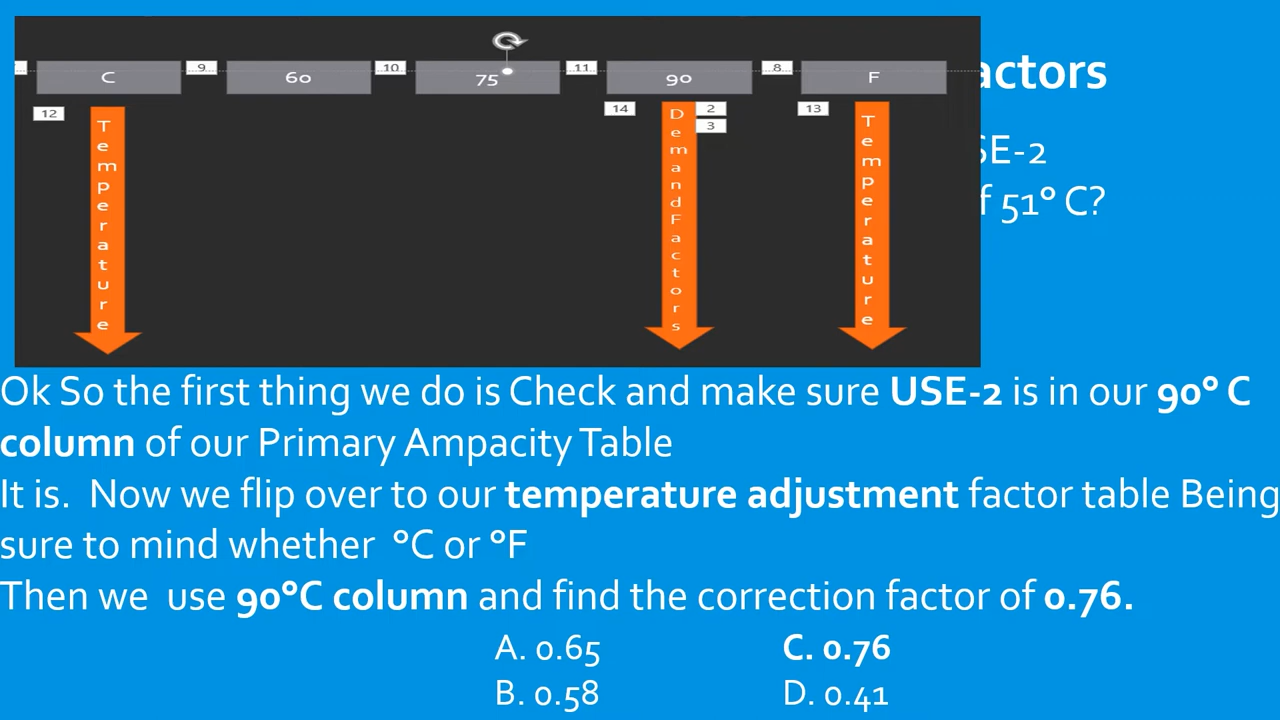 actors
SE-2
f 51° C?
9 10 11 8
C 60 75 90 F
12 14 2 13
3
Temperature DemandFactors Temperature
Ok So the first thing we do is Check and make sure USE-2 is in our 90° C
column of our Primary Ampacity Table
It is. Now we flip over to our temperature adjustment factor table Being
sure to mind whether °C or °F
Then we use 90°C column and find the correction factor of 0.76.
A. 0.65 C. 0.76
B. 0.58 D. 0.41